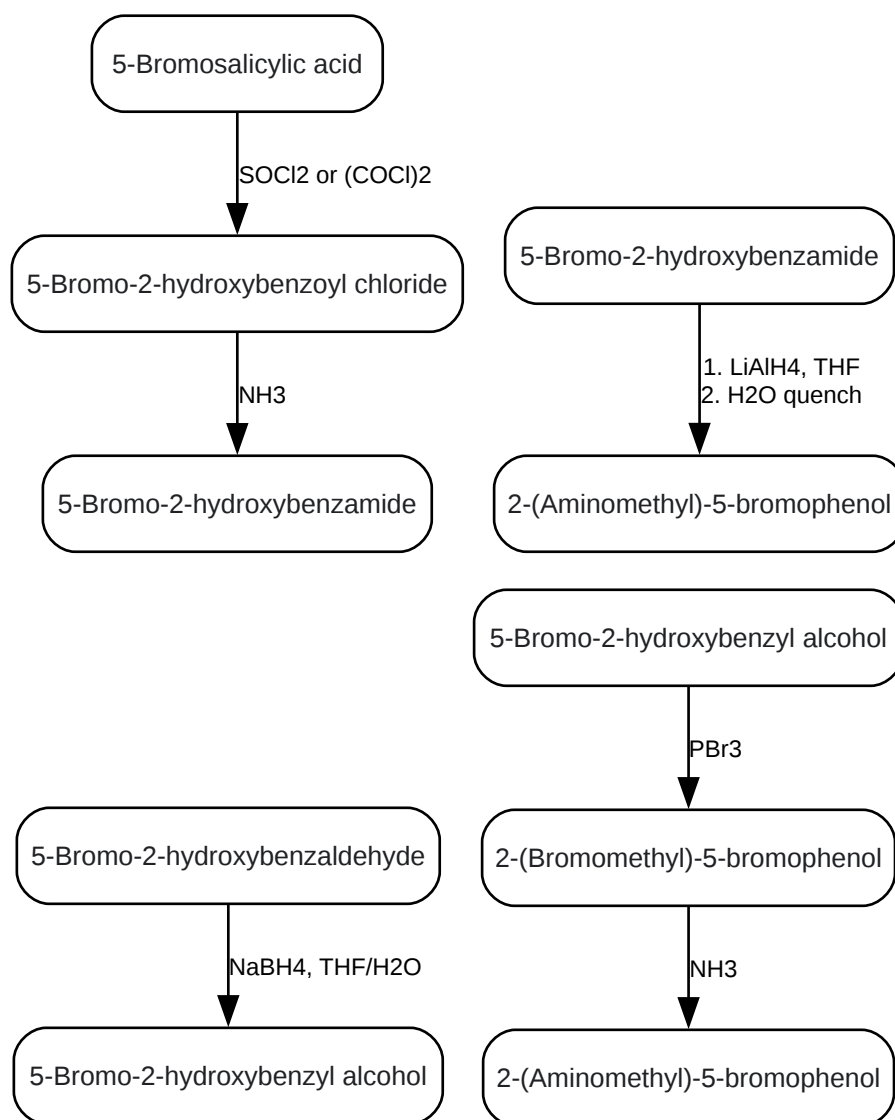 5-Bromosalicylic acid
SOCl2 or (COCl)2
5-Bromo-2-hydroxybenzoyl chloride
NH3
5-Bromo-2-hydroxybenzamide
5-Bromo-2-hydroxybenzamide
1. LiAlH4, THF
2. H2O quench
2-(Aminomethyl)-5-bromophenol
5-Bromo-2-hydroxybenzaldehyde
NaBH4, THF/H2O
5-Bromo-2-hydroxybenzyl alcohol
5-Bromo-2-hydroxybenzyl alcohol
PBr3
2-(Bromomethyl)-5-bromophenol
NH3
2-(Aminomethyl)-5-bromophenol